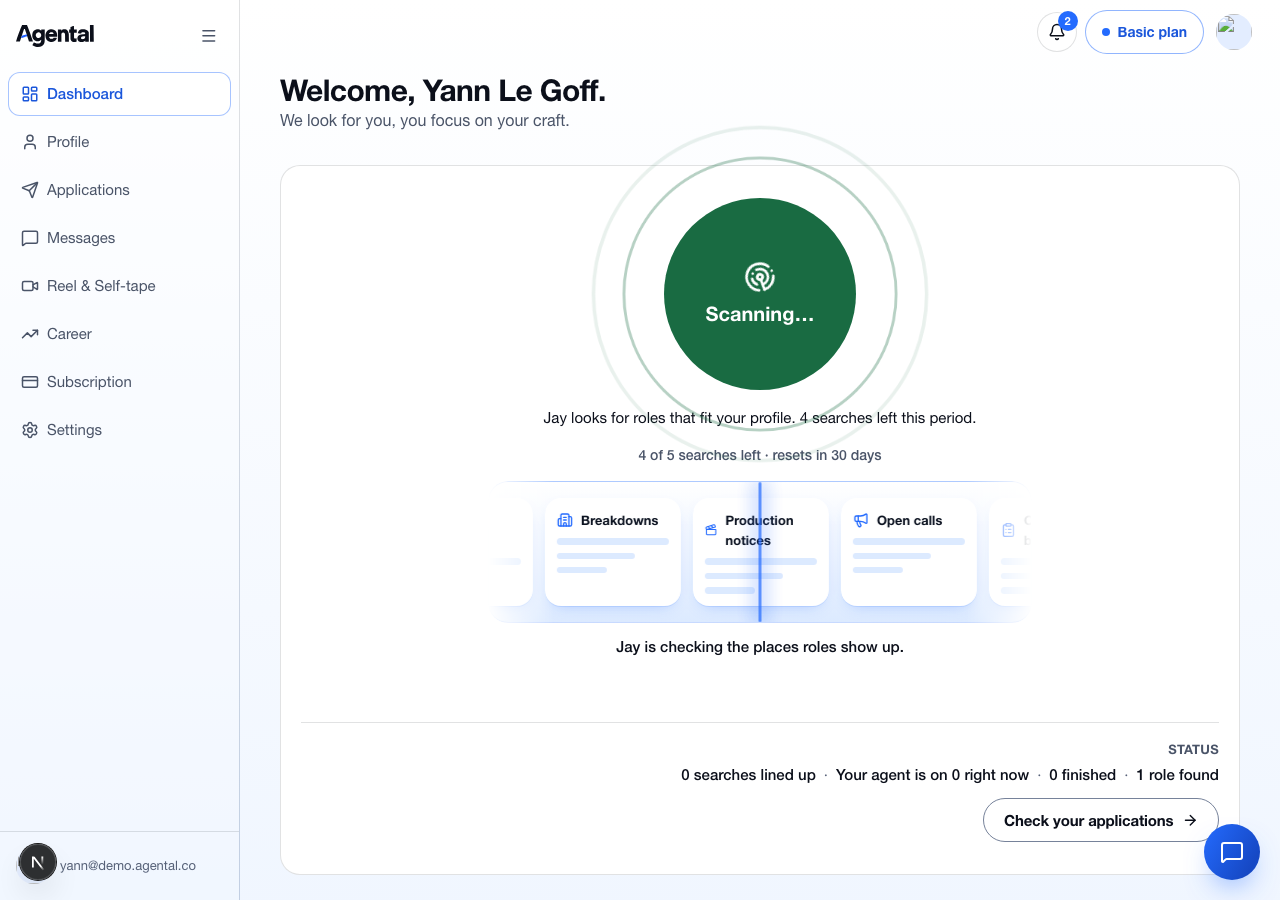 Agental
2
Basic plan
Dashboard
Profile
Applications
Messages
Reel & Self-tape
Career
Subscription
Settings
N
yann@demo.agental.co
Welcome, Yann Le Goff.
We look for you, you focus on your craft.
Scanning...
Jay looks for roles that fit your profile. 4 searches left this period.
4 of 5 searches left · resets in 30 days
Breakdowns
Production
notices
Open calls
Jay is checking the places roles show up.
STATUS
0 searches lined up · Your agent is on 0 right now · 0 finished · 1 role found
Check your applications